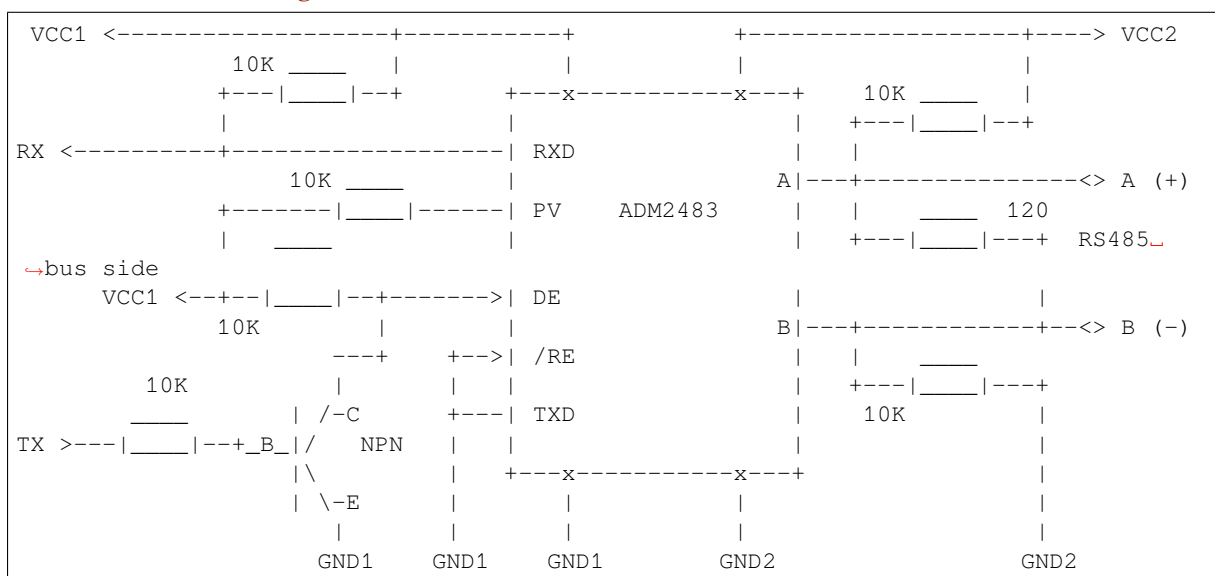 VCC1 <-------------------+-----------+           +-------------------+----> VCC2
10K ____   |           |           |                   |
+---|____|--+       +---x-----------x---+    10K ____   |
|                   |                   |   +---|____|--+
RX <----------+-------------------| RXD               |   |
10K ____       |                  A|---+---------------<> A (+)
+-------|____|------| PV    ADM2483     |   |    ____  120
|   ____            |                   |   +---|____|---+  RS485␣
↪bus side
VCC1 <--+--|____|--+------->| DE                |                |
10K        |        |                  B|---+------------+--<> B (-)
---+    +-->| /RE               |   |    ____
10K          |       |   |                   |   +---|____|---+
____       | /-C     +---| TXD               |    10K         |
TX >---|____|--+_B_|/   NPN   |   |                   |                |
|\         |   +---x-----------x---+                |
| \-E      |       |           |                    |
|       |       |           |                    |
GND1    GND1    GND1        GND2                 GND2